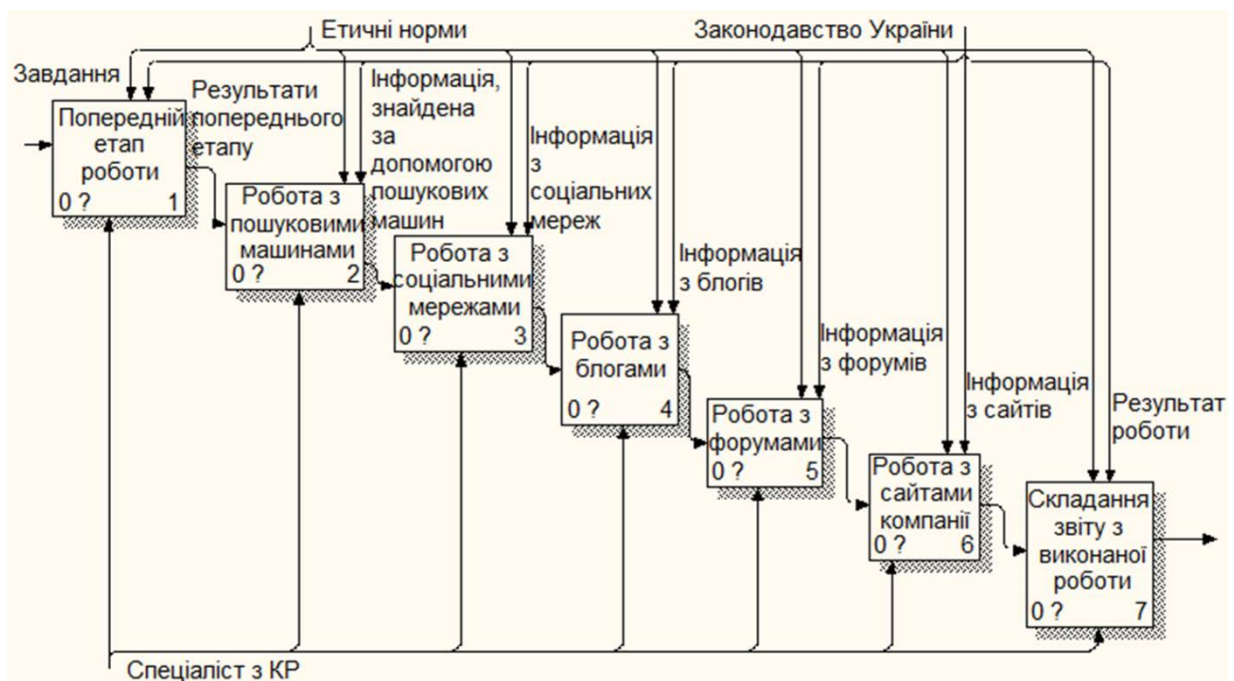 Етичні норми
Законодавство України
Завдання
Попередній
етап
роботи
0 ? 1
Результати
попереднього
етапу
Робота з
пошуковими
машинами
0 ? 2
Інформація,
знайдена
за
допомогою
пошукових
машин
Робота з
соціальними
мережами
0 ? 3
Інформація
з
соціальних
мереж
Робота з
блогами
0 ? 4
Інформація
з блогів
Робота з
форумами
0 ? 5
Інформація
з форумів
Робота з
сайтами
компанії
0 ? 6
Інформація
з сайтів
Складання
звіту з
виконаної
роботи
0 ? 7
Результат
роботи
Спеціаліст з КР